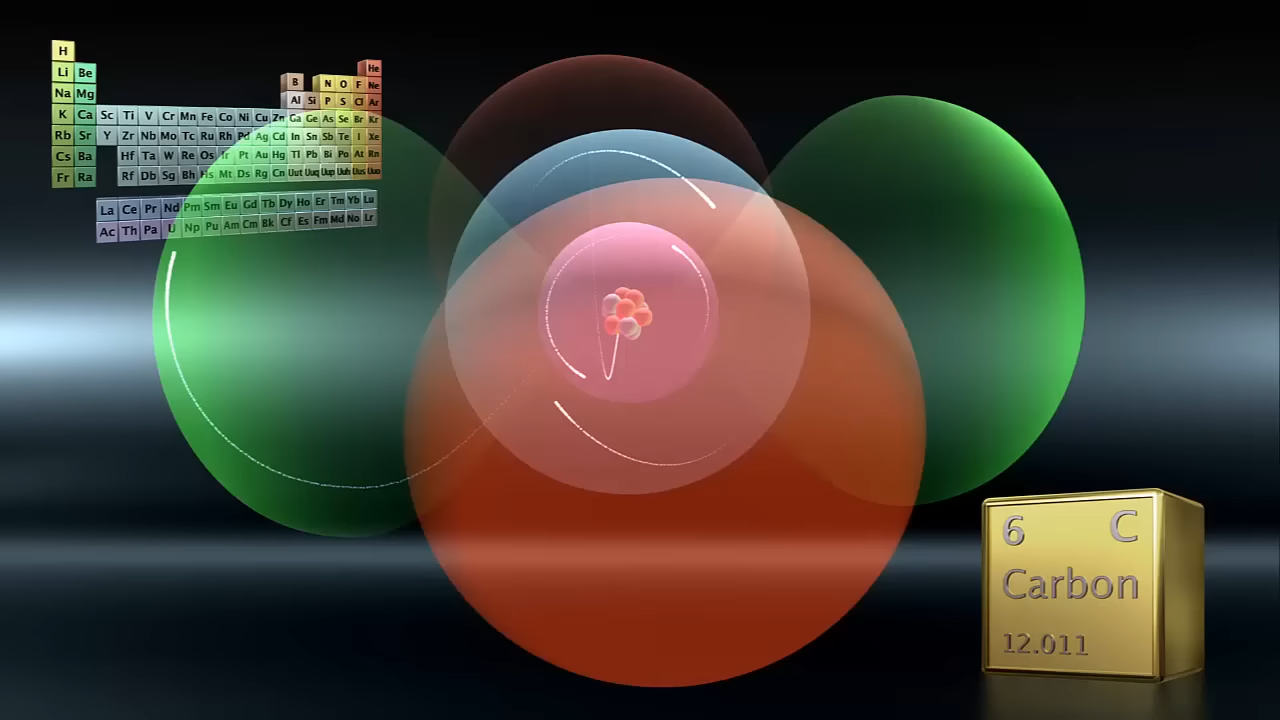 H He
Li Be B N O F Ne
Na Mg Al Si P S Cl Ar
K Ca Sc Ti V Cr Mn Fe Co Ni Cu Zn Ga Ge As Se Br Kr
Rb Sr Y Zr Nb Mo Tc Ru Rh Pd Ag Cd In Sn Sb Te I Xe
Cs Ba Hf Ta W Re Os Ir Pt Au Hg Tl Pb Bi Po At Rn
Fr Ra Rf Db Sg Bh Hs Mt Ds Rg Cn Uut Uuq Uup Uuh Uus Uuo
La Ce Pr Nd Pm Sm Eu Gd Tb Dy Ho Er Tm Yb Lu
Ac Th Pa U Np Pu Am Cm Bk Cf Es Fm Md No Lr
6 C
Carbon
12.011